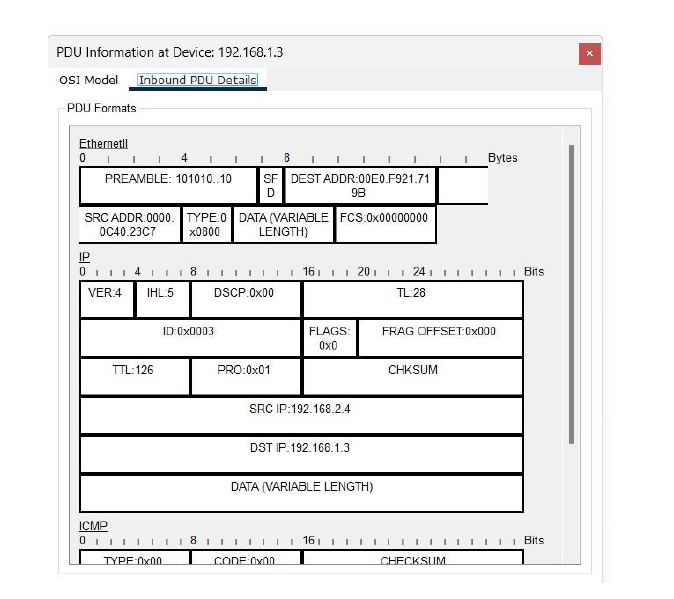 PDU Information at Device: 192.168.1.3
OSI Model Inbound PDU Details
PDU Formats
EthernetII
0 4 8 Bytes
PREAMBLE: 101010..10 SF D DEST ADDR:00E0.F921.71 9B
SRC ADDR:0000. 0C40.23C7 TYPE:0 x0800 DATA (VARIABLE LENGTH) FCS:0x00000000
IP
0 4 8 16 20 24 Bits
VER:4 IHL:5 DSCP:0x00 TL:28
ID:0x0003 FLAGS: 0x0 FRAG OFFSET:0x000
TTL:126 PRO:0x01 CHKSUM
SRC IP:192.168.2.4
DST IP:192.168.1.3
DATA (VARIABLE LENGTH)
ICMP
0 8 16 Bits
TYPE:0x00 CODE:0x00 CHECKSUM